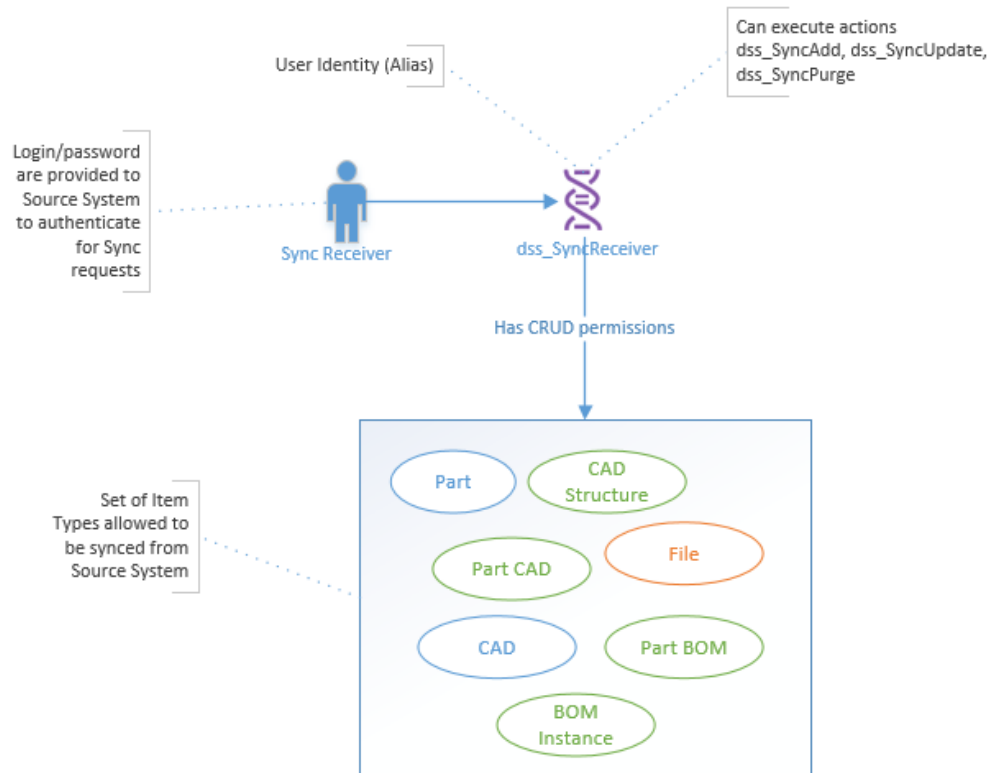 Can execute actions
dss_SyncAdd, dss_SyncUpdate,
dss_SyncPurge
User Identity (Alias)
Login/password
are provided to
Source System
to authenticate
for Sync
requests
Sync Receiver
dss_SyncReceiver
Has CRUD permissions
Set of Item
Types allowed to
be synced from
Source System
Part
CAD
Structure
File
Part CAD
CAD
Part BOM
BOM
Instance